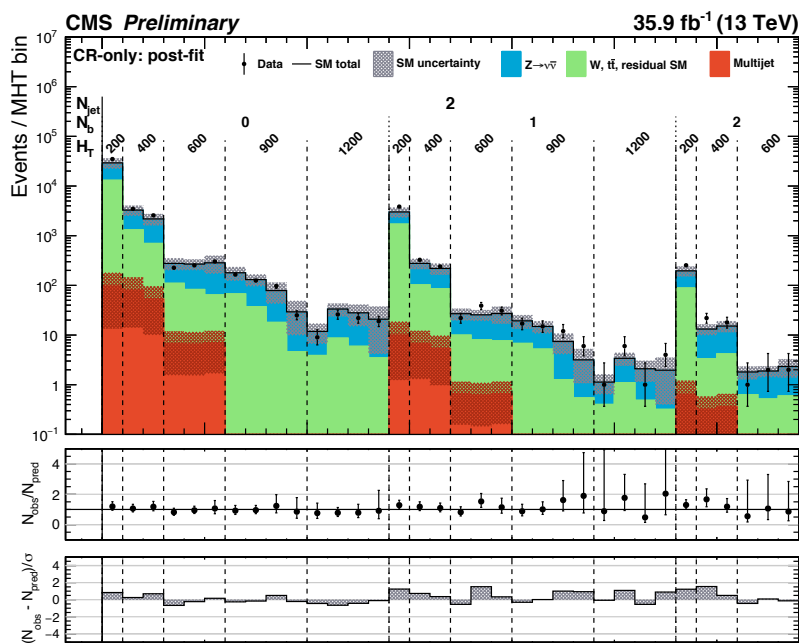 CMS Preliminary 35.9 fb⁻¹ (13 TeV)
Events / MHT bin
10⁷
10⁶
10⁵
10⁴
10³
10²
10
1
10⁻¹
CR-only: post-fit
Data SM total SM uncertainty Z→νν̄ W, tt̄, residual SM Multijet
N_jet 2
N_b 0 1 2
H_T 200 400 600 900 1200 200 400 600 900 1200 200 400 600
N_obs/N_pred
4
2
0
(N_obs - N_pred)/σ
4
2
0
−2
−4